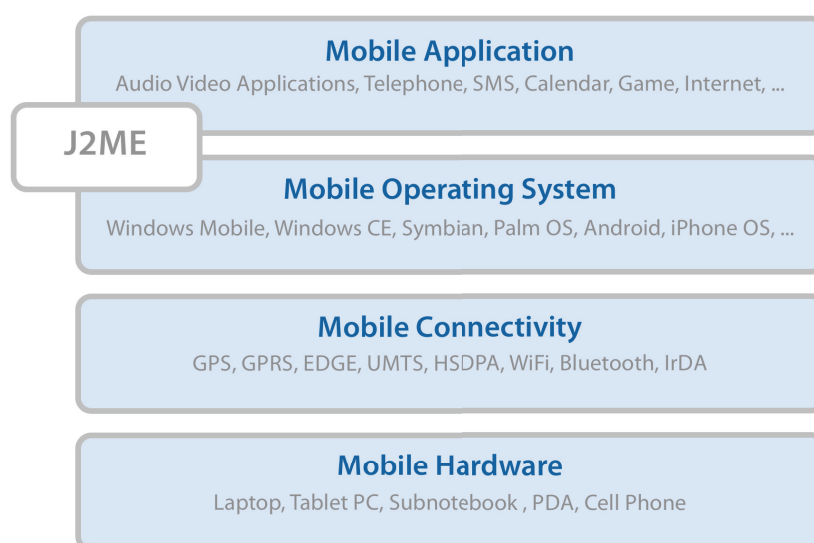 Mobile Application
Audio Video Applications, Telephone, SMS, Calendar, Game, Internet, ...
J2ME
Mobile Operating System
Windows Mobile, Windows CE, Symbian, Palm OS, Android, iPhone OS, ...
Mobile Connectivity
GPS, GPRS, EDGE, UMTS, HSDPA, WiFi, Bluetooth, IrDA
Mobile Hardware
Laptop, Tablet PC, Subnotebook , PDA, Cell Phone